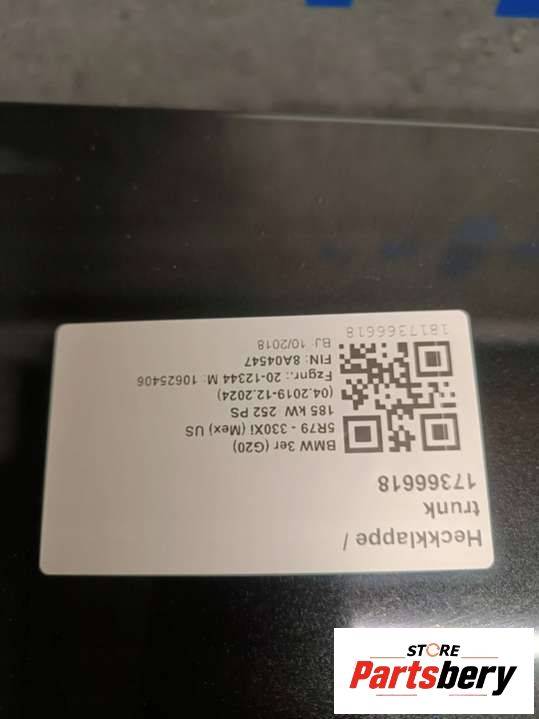 Heckklappe /
trunk
17366618
BMW 3er (G20)
5R79 - 330Xi (Mex) US
185 kW 252 PS
(04.2019-12.2024)
Fzgnr.: 20-12344 M: 10625406
FIN: 8A04547
BJ: 10/2018
1817366618
STORE
Partsbery